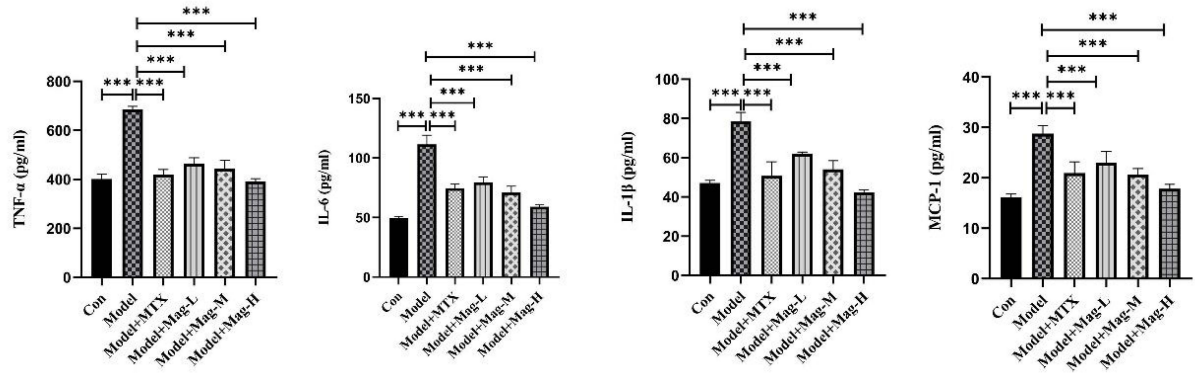 ***
***
***
*** ***
TNF-α (pg/ml)
800
600
400
200
0
Con
Model
Model+MTX
Model+Mag-L
Model+Mag-M
Model+Mag-H
***
***
***
*** ***
IL-6 (pg/ml)
150
100
50
0
Con
Model
Model+MTX
Model+Mag-L
Model+Mag-M
Model+Mag-H
***
***
***
*** ***
IL-1β (pg/ml)
100
80
60
40
20
0
Con
Model
Model+MTX
Model+Mag-L
Model+Mag-M
Model+Mag-H
***
***
***
*** ***
MCP-1 (pg/ml)
40
30
20
10
0
Con
Model
Model+MTX
Model+Mag-L
Model+Mag-M
Model+Mag-H